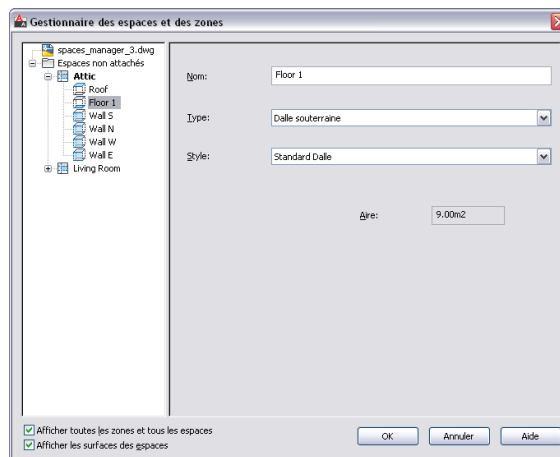 Gestionnaire des espaces et des zones
spaces_manager_3.dwg
Espaces non attachés
Attic
Roof
Floor 1
Wall S
Wall N
Wall W
Wall E
Living Room
Nom:
Floor 1
Type:
Dalle souterraine
Style:
Standard Dalle
Aire:
9.00m2
Afficher toutes les zones et tous les espaces
Afficher les surfaces des espaces
OK
Annuler
Aide